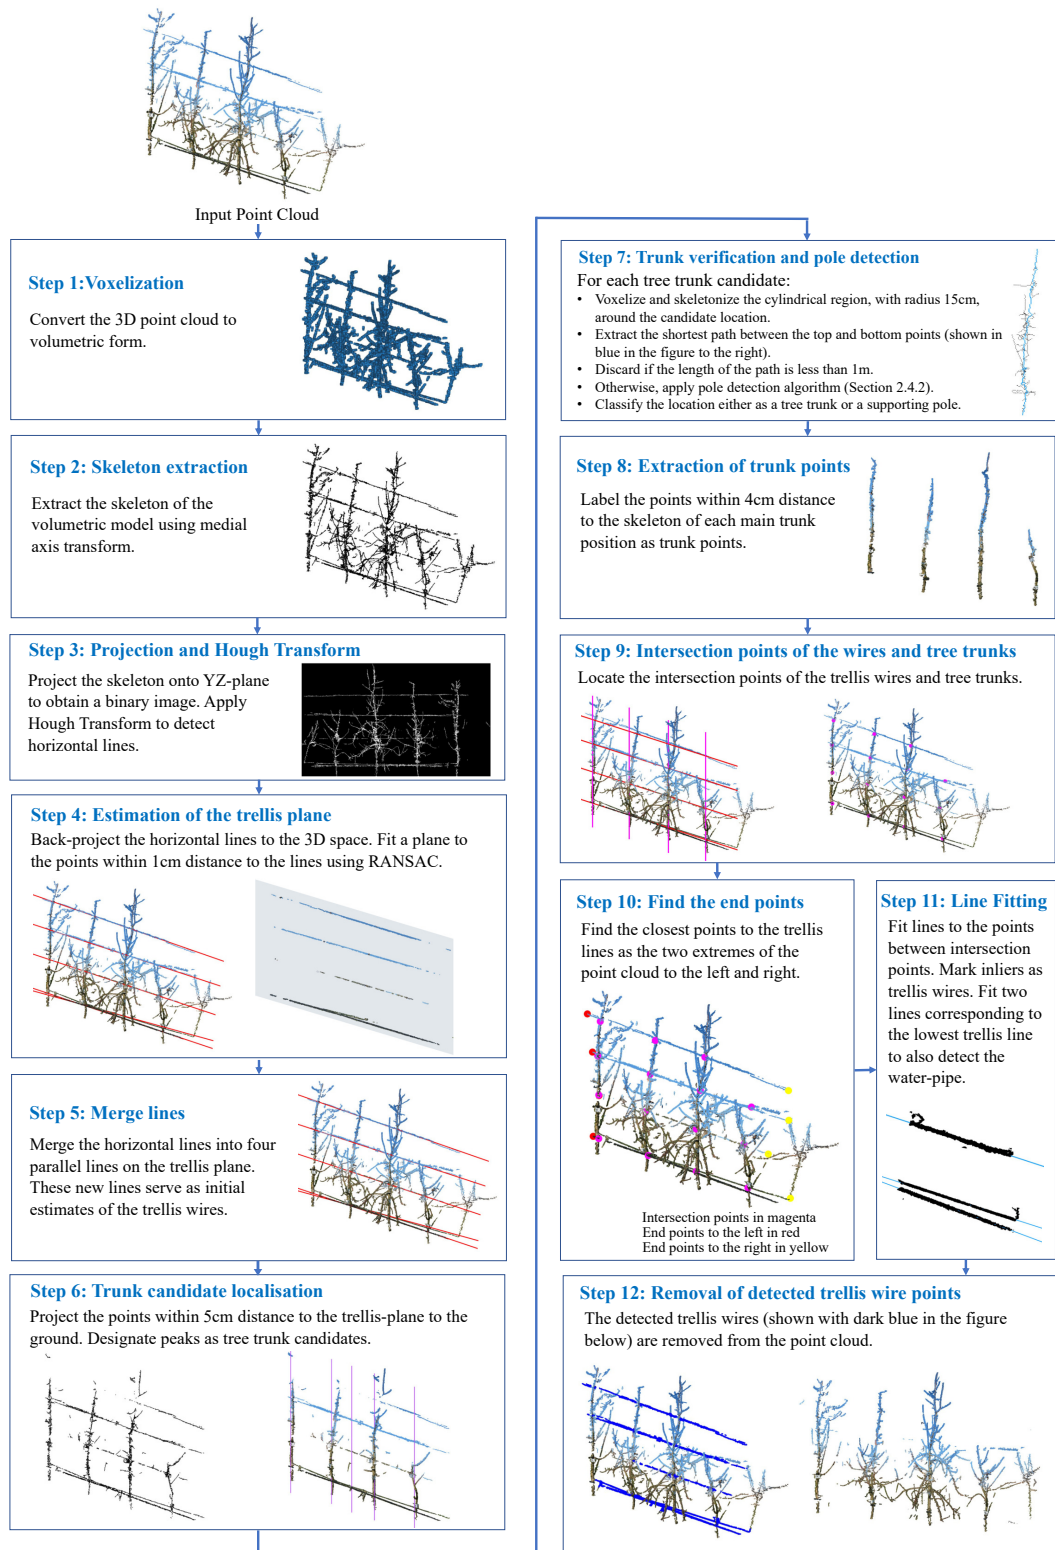 Input Point Cloud
Step 1:Voxelization
Convert the 3D point cloud to
volumetric form.
Step 2: Skeleton extraction
Extract the skeleton of the
volumetric model using medial
axis transform.
Step 3: Projection and Hough Transform
Project the skeleton onto YZ-plane
to obtain a binary image. Apply
Hough Transform to detect
horizontal lines.
Step 4: Estimation of the trellis plane
Back-project the horizontal lines to the 3D space. Fit a plane to
the points within 1cm distance to the lines using RANSAC.
Step 5: Merge lines
Merge the horizontal lines into four
parallel lines on the trellis plane.
These new lines serve as initial
estimates of the trellis wires.
Step 6: Trunk candidate localisation
Project the points within 5cm distance to the trellis-plane to the
ground. Designate peaks as tree trunk candidates.
Step 7: Trunk verification and pole detection
For each tree trunk candidate:
• Voxelize and skeletonize the cylindrical region, with radius 15cm,
around the candidate location.
• Extract the shortest path between the top and bottom points (shown in
blue in the figure to the right).
• Discard if the length of the path is less than 1m.
• Otherwise, apply pole detection algorithm (Section 2.4.2).
• Classify the location either as a tree trunk or a supporting pole.
Step 8: Extraction of trunk points
Label the points within 4cm distance
to the skeleton of each main trunk
position as trunk points.
Step 9: Intersection points of the wires and tree trunks
Locate the intersection points of the trellis wires and tree trunks.
Step 10: Find the end points
Find the closest points to the trellis
lines as the two extremes of the
point cloud to the left and right.
Intersection points in magenta
End points to the left in red
End points to the right in yellow
Step 11: Line Fitting
Fit lines to the points
between intersection
points. Mark inliers as
trellis wires. Fit two
lines corresponding to
the lowest trellis line
to also detect the
water-pipe.
Step 12: Removal of detected trellis wire points
The detected trellis wires (shown with dark blue in the figure
below) are removed from the point cloud.